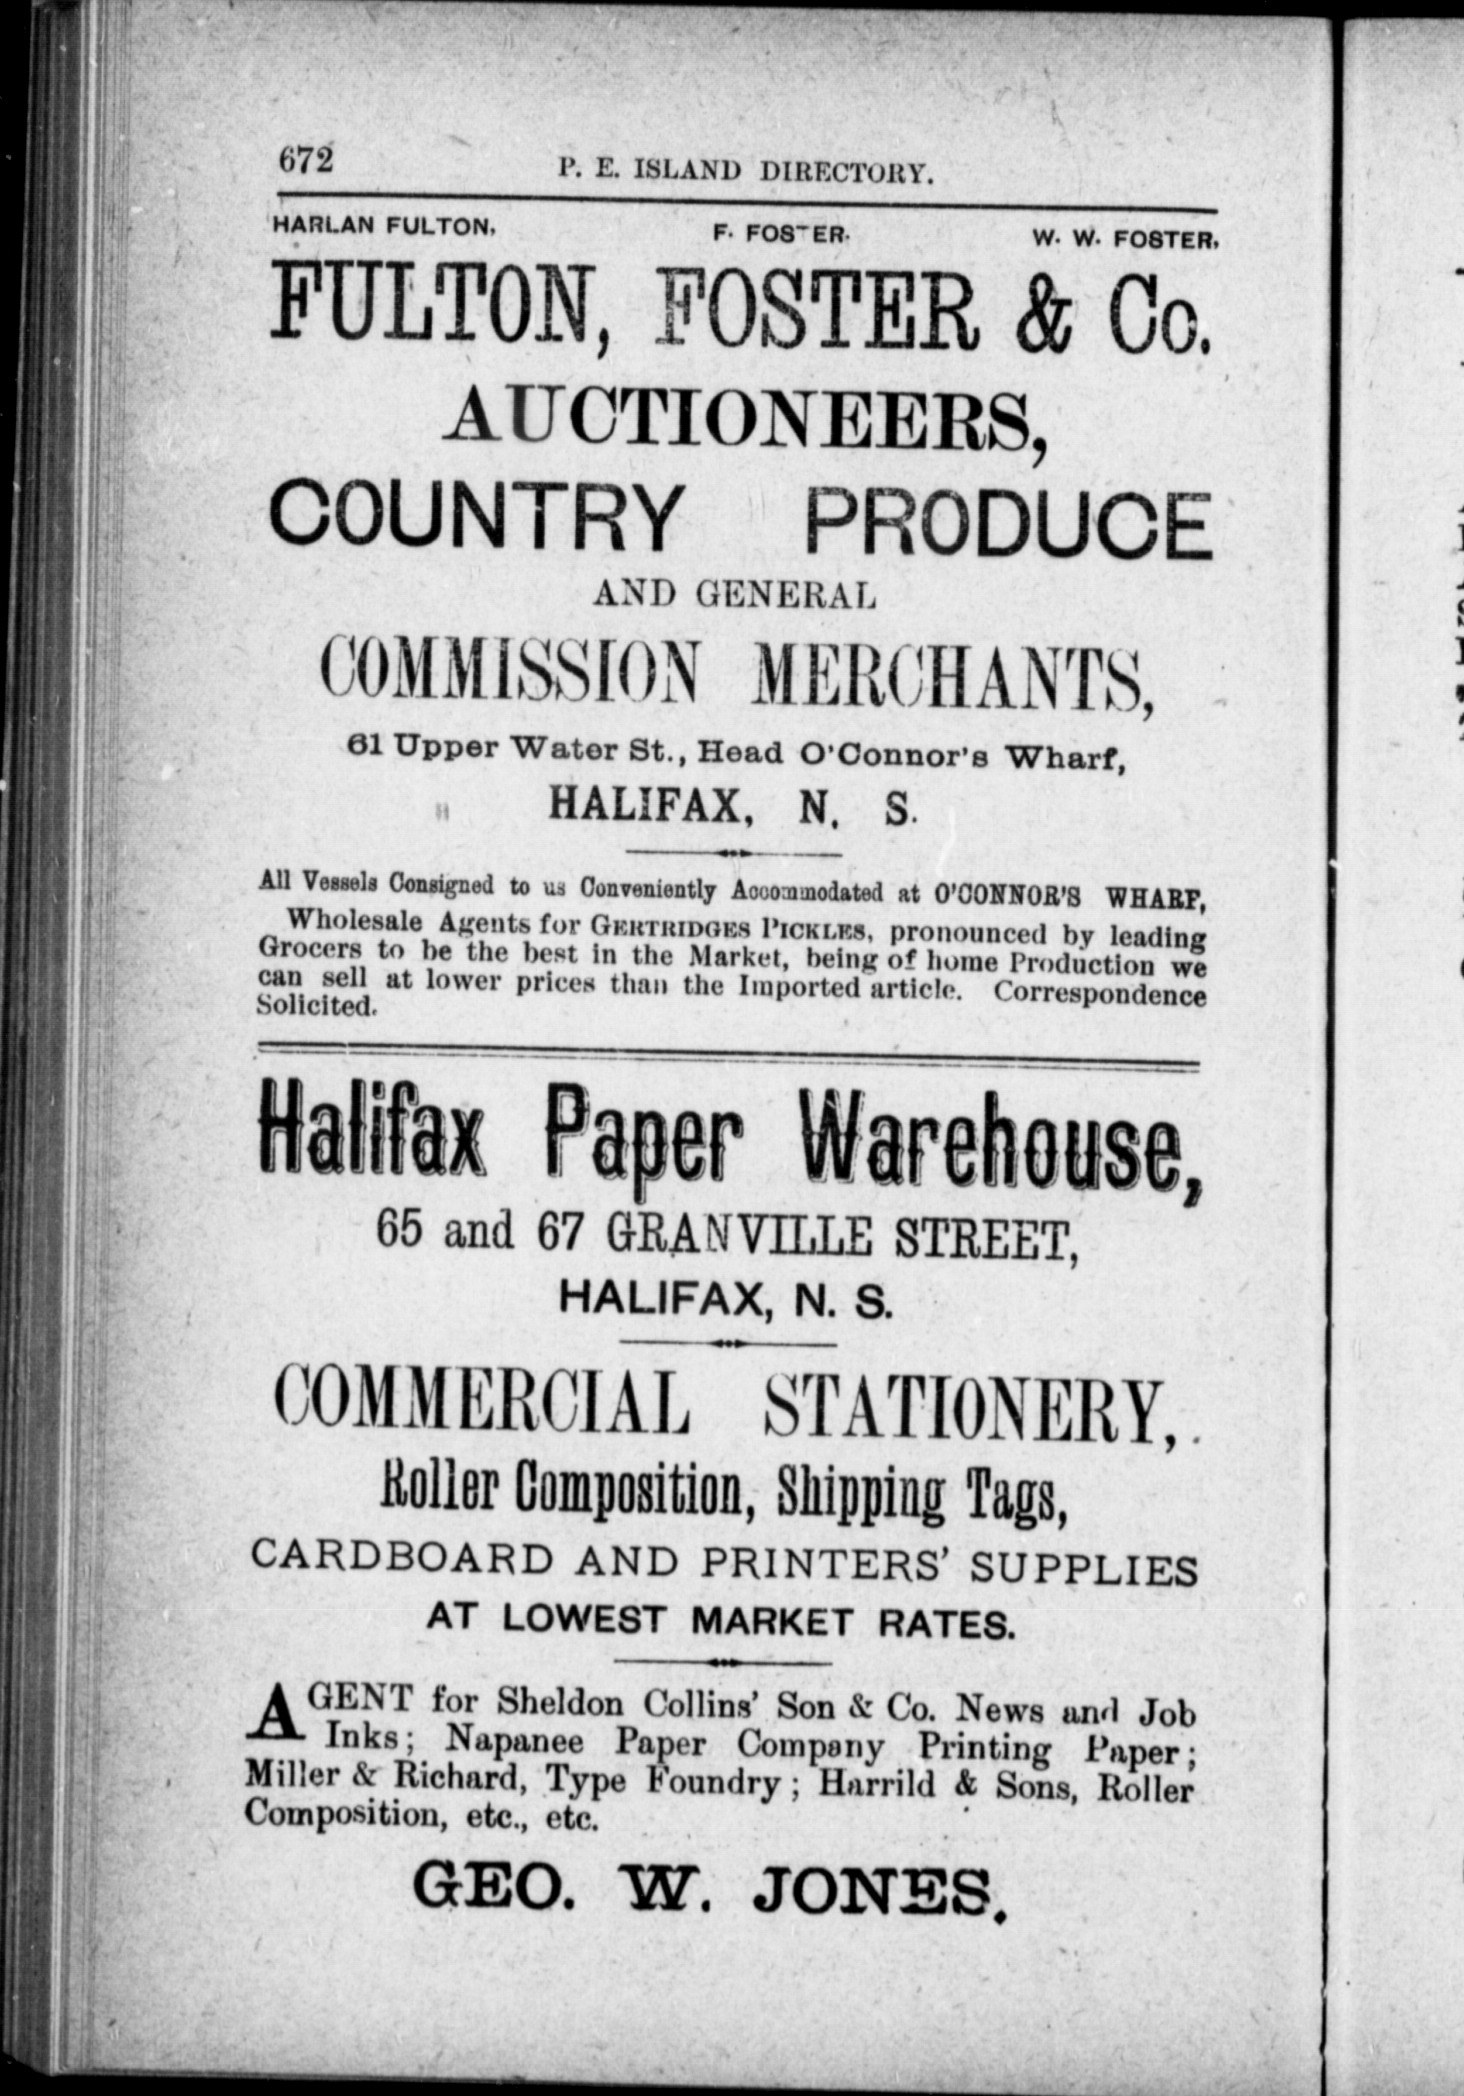 672 P. E. ISLAND DIRECTORY.
HARLAN FULTON, F. FOSTER. W. W. FOSTER,
FULTON, FOSTER & Co.
AUCTIONEERS,
COUNTRY PRODUCE
AND GENERAL
COMMISSION MERCHANTS,
61 Upper Water St., Head O'Connor's Wharf,
HALIFAX, N. S.
All Vessels Consigned to us Conveniently Accommodated at O'CONNOR'S WHARF,
Wholesale Agents for GERTRIDGES PICKLES, pronounced by leading
Grocers to be the best in the Market, being of home Production we
can sell at lower prices than the Imported article. Correspondence
Solicited.
Halifax Paper Warehouse,
65 and 67 GRANVILLE STREET,
HALIFAX, N. S.
COMMERCIAL STATIONERY,
Roller Composition, Shipping Tags,
CARDBOARD AND PRINTERS' SUPPLIES
AT LOWEST MARKET RATES.
AGENT for Sheldon Collins' Son & Co. News and Job
Inks; Napanee Paper Company Printing Paper;
Miller & Richard, Type Foundry; Harrild & Sons, Roller
Composition, etc., etc.
GEO. W. JONES.